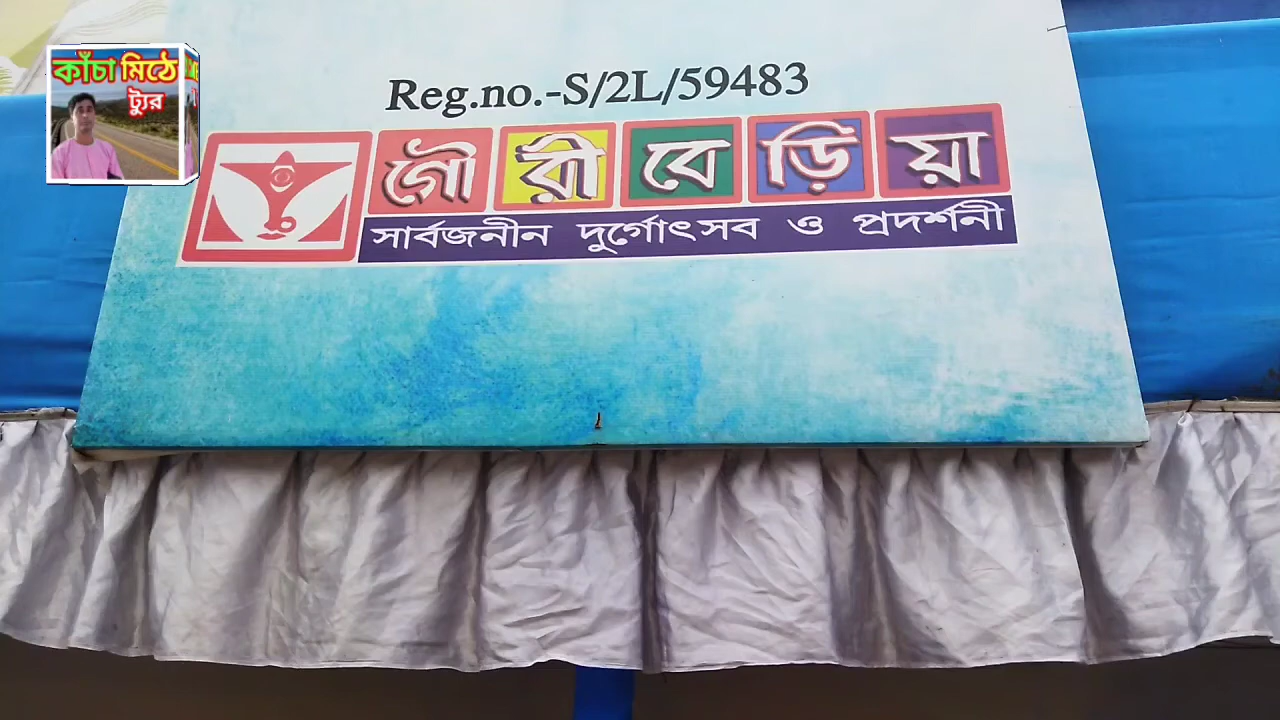 কাঁচা মিঠে
ট্যুর
Reg.no.-S/2L/59483
গৌরীবেড়িয়া
সার্বজনীন দুর্গোৎসব ও প্রদর্শনী